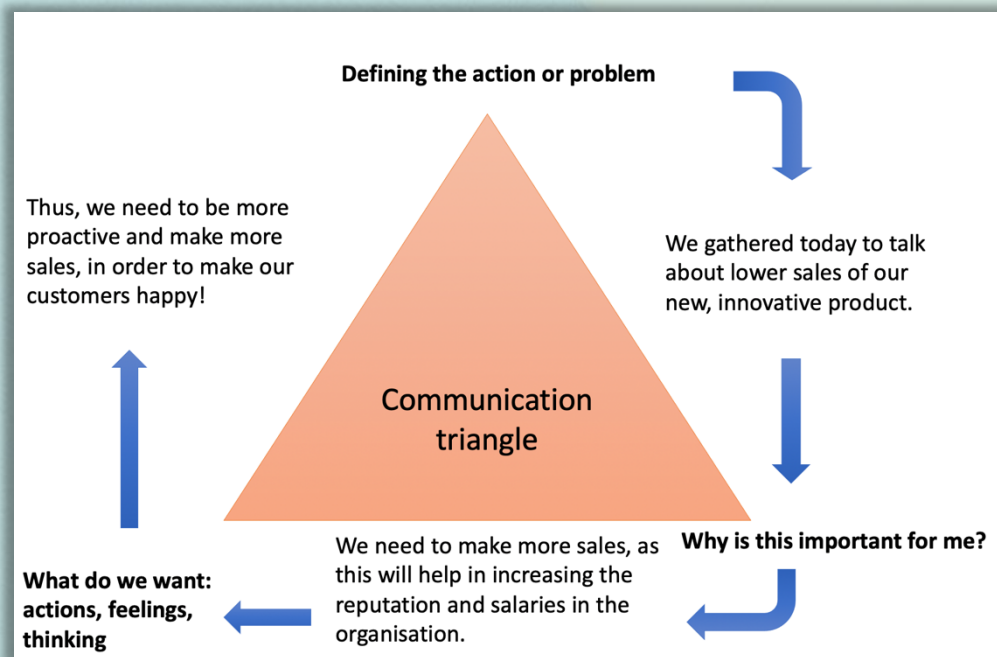 Defining the action or problem
We gathered today to talk
about lower sales of our
new, innovative product.
Why is this important for me?
We need to make more sales, as
this will help in increasing the
reputation and salaries in the
organisation.
What do we want:
actions, feelings,
thinking
Thus, we need to be more
proactive and make more
sales, in order to make our
customers happy!
Communication
triangle